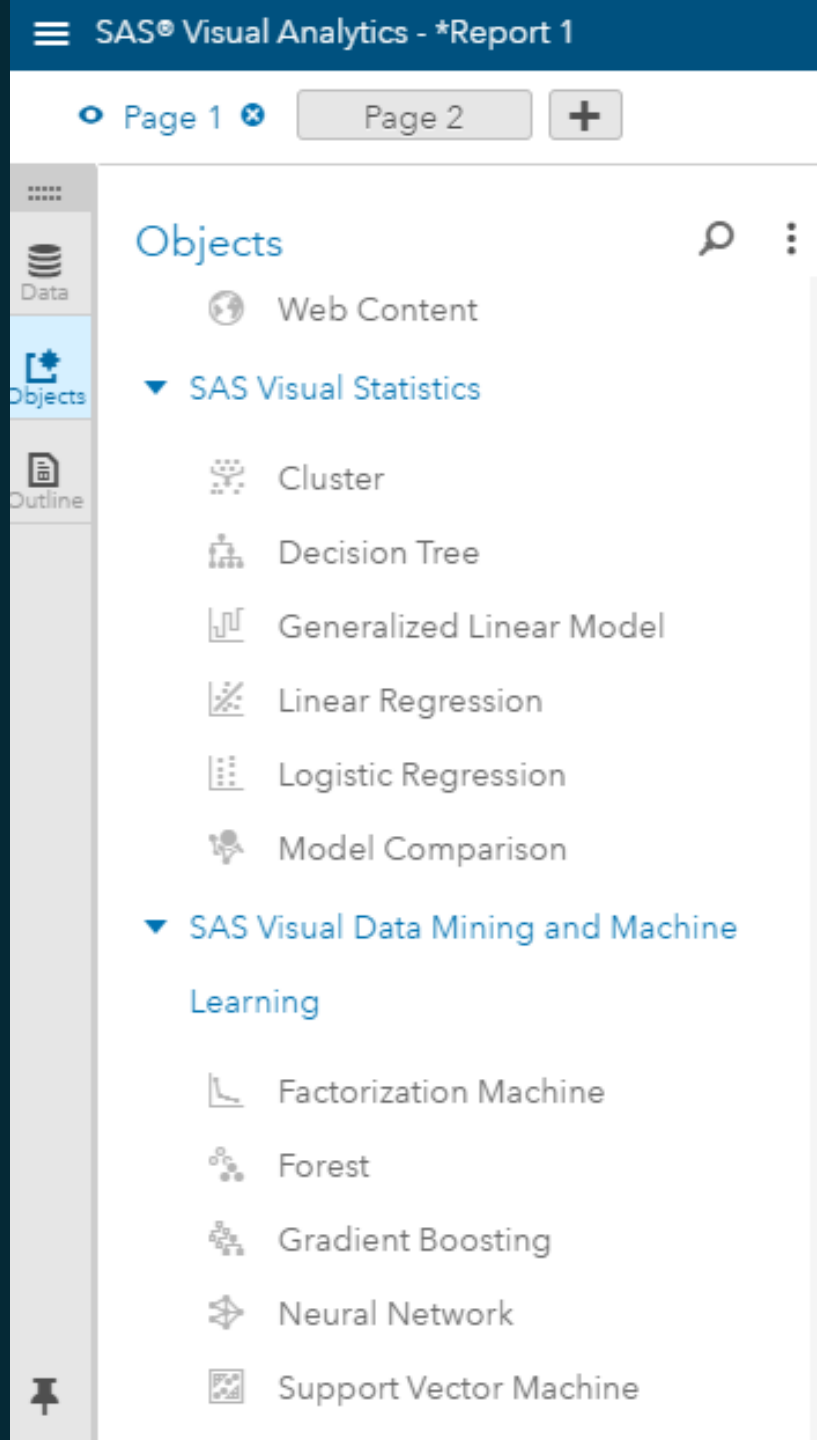 SAS® Visual Analytics - *Report 1
Page 1
Page 2
Data
Objects
Outline
Objects
Web Content
SAS Visual Statistics
Cluster
Decision Tree
Generalized Linear Model
Linear Regression
Logistic Regression
Model Comparison
SAS Visual Data Mining and Machine
Learning
Factorization Machine
Forest
Gradient Boosting
Neural Network
Support Vector Machine